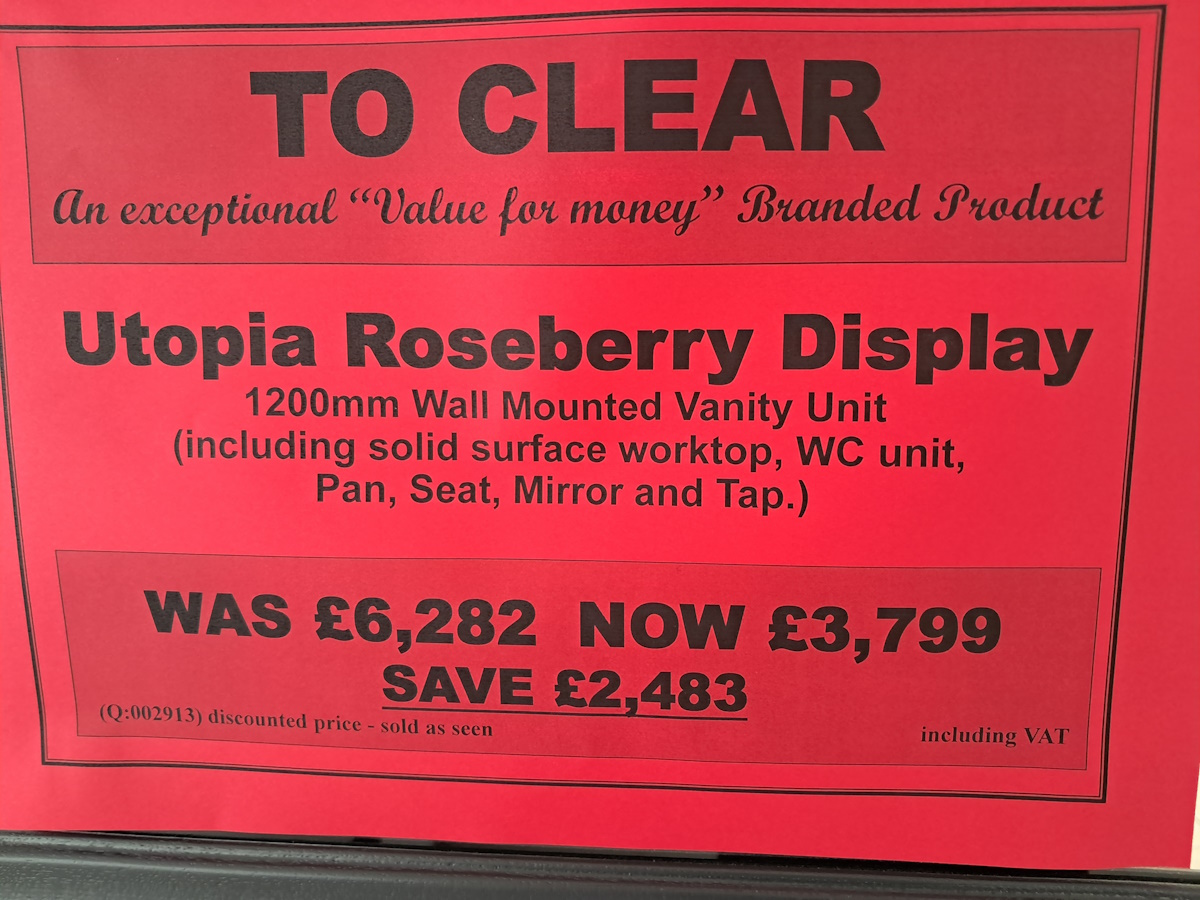 TO CLEAR
An exceptional “Value for money” Branded Product
Utopia Roseberry Display
1200mm Wall Mounted Vanity Unit
(including solid surface worktop, WC unit,
Pan, Seat, Mirror and Tap.)
WAS £6,282 NOW £3,799
SAVE £2,483
(Q:002913) discounted price - sold as seen
including VAT